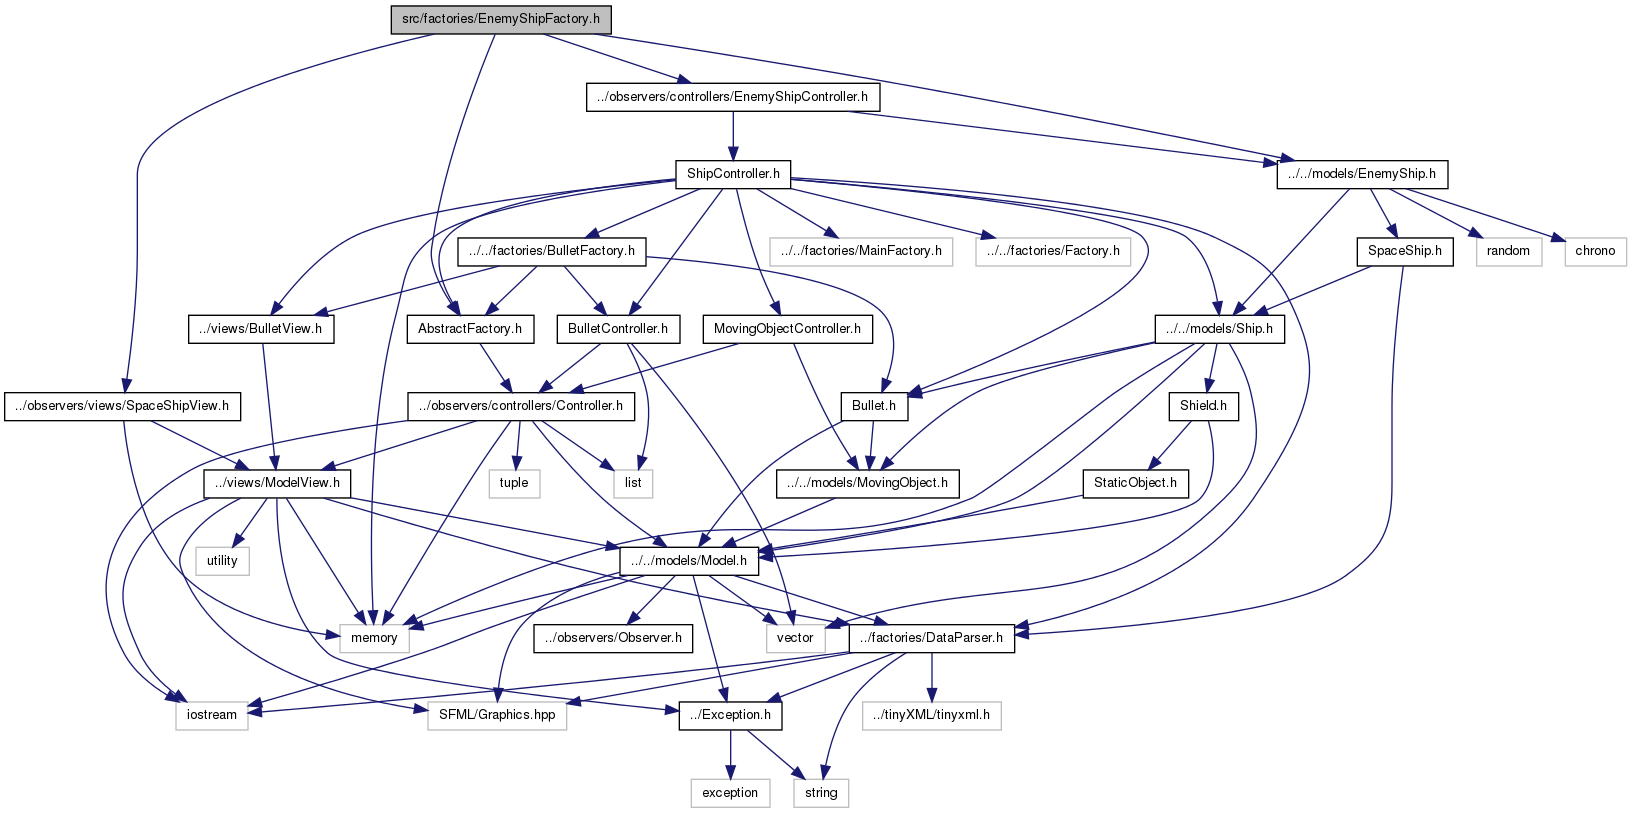 src/factories/EnemyShipFactory.h
../observers/controllers/EnemyShipController.h
ShipController.h
../../models/EnemyShip.h
../../factories/BulletFactory.h
../../factories/MainFactory.h
../../factories/Factory.h
SpaceShip.h
random
chrono
../views/BulletView.h
AbstractFactory.h
BulletController.h
MovingObjectController.h
../../models/Ship.h
../observers/views/SpaceShipView.h
../observers/controllers/Controller.h
Bullet.h
Shield.h
../views/ModelView.h
tuple
list
../../models/MovingObject.h
StaticObject.h
utility
../../models/Model.h
memory
../observers/Observer.h
vector
../factories/DataParser.h
iostream
SFML/Graphics.hpp
../Exception.h
../tinyXML/tinyxml.h
exception
string